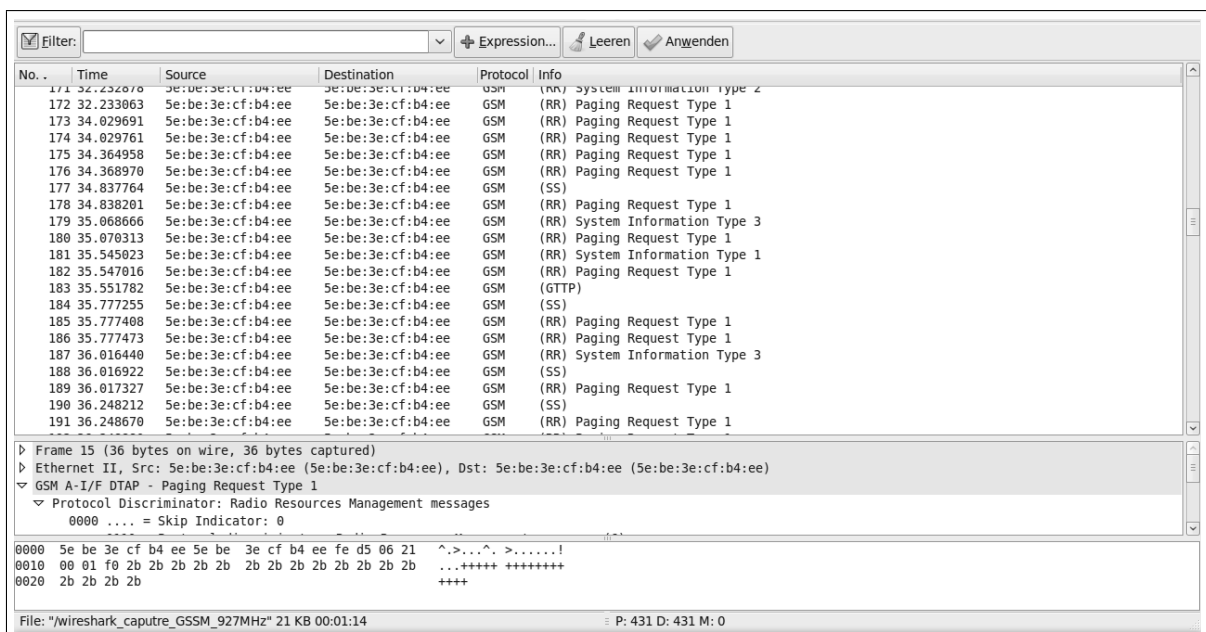 Filter: Expression... Leeren Anwenden
No. . Time Source Destination Protocol Info
171 32.232878 5e:be:3e:cf:b4:ee 5e:be:3e:cf:b4:ee GSM (RR) System Information Type 2
172 32.233063 5e:be:3e:cf:b4:ee 5e:be:3e:cf:b4:ee GSM (RR) Paging Request Type 1
173 34.029691 5e:be:3e:cf:b4:ee 5e:be:3e:cf:b4:ee GSM (RR) Paging Request Type 1
174 34.029761 5e:be:3e:cf:b4:ee 5e:be:3e:cf:b4:ee GSM (RR) Paging Request Type 1
175 34.364958 5e:be:3e:cf:b4:ee 5e:be:3e:cf:b4:ee GSM (RR) Paging Request Type 1
176 34.368970 5e:be:3e:cf:b4:ee 5e:be:3e:cf:b4:ee GSM (RR) Paging Request Type 1
177 34.837764 5e:be:3e:cf:b4:ee 5e:be:3e:cf:b4:ee GSM (SS)
178 34.838201 5e:be:3e:cf:b4:ee 5e:be:3e:cf:b4:ee GSM (RR) Paging Request Type 1
179 35.068666 5e:be:3e:cf:b4:ee 5e:be:3e:cf:b4:ee GSM (RR) System Information Type 3
180 35.070313 5e:be:3e:cf:b4:ee 5e:be:3e:cf:b4:ee GSM (RR) Paging Request Type 1
181 35.545023 5e:be:3e:cf:b4:ee 5e:be:3e:cf:b4:ee GSM (RR) System Information Type 1
182 35.547016 5e:be:3e:cf:b4:ee 5e:be:3e:cf:b4:ee GSM (RR) Paging Request Type 1
183 35.551782 5e:be:3e:cf:b4:ee 5e:be:3e:cf:b4:ee GSM (GTTP)
184 35.777255 5e:be:3e:cf:b4:ee 5e:be:3e:cf:b4:ee GSM (SS)
185 35.777408 5e:be:3e:cf:b4:ee 5e:be:3e:cf:b4:ee GSM (RR) Paging Request Type 1
186 35.777473 5e:be:3e:cf:b4:ee 5e:be:3e:cf:b4:ee GSM (RR) Paging Request Type 1
187 36.016440 5e:be:3e:cf:b4:ee 5e:be:3e:cf:b4:ee GSM (RR) System Information Type 3
188 36.016922 5e:be:3e:cf:b4:ee 5e:be:3e:cf:b4:ee GSM (SS)
189 36.017327 5e:be:3e:cf:b4:ee 5e:be:3e:cf:b4:ee GSM (RR) Paging Request Type 1
190 36.248212 5e:be:3e:cf:b4:ee 5e:be:3e:cf:b4:ee GSM (SS)
191 36.248670 5e:be:3e:cf:b4:ee 5e:be:3e:cf:b4:ee GSM (RR) Paging Request Type 1
Frame 15 (36 bytes on wire, 36 bytes captured)
Ethernet II, Src: 5e:be:3e:cf:b4:ee (5e:be:3e:cf:b4:ee), Dst: 5e:be:3e:cf:b4:ee (5e:be:3e:cf:b4:ee)
GSM A-I/F DTAP - Paging Request Type 1
Protocol Discriminator: Radio Resources Management messages
0000 .... = Skip Indicator: 0
0000 5e be 3e cf b4 ee 5e be 3e cf b4 ee fe d5 06 21 ^.>...^. >......!
0010 00 01 f0 2b 2b 2b 2b 2b 2b 2b 2b 2b 2b 2b 2b 2b ...+++++ ++++++++
0020 2b 2b 2b 2b ++++
File: "/wireshark_caputre_GSSM_927MHz" 21 KB 00:01:14 P: 431 D: 431 M: 0